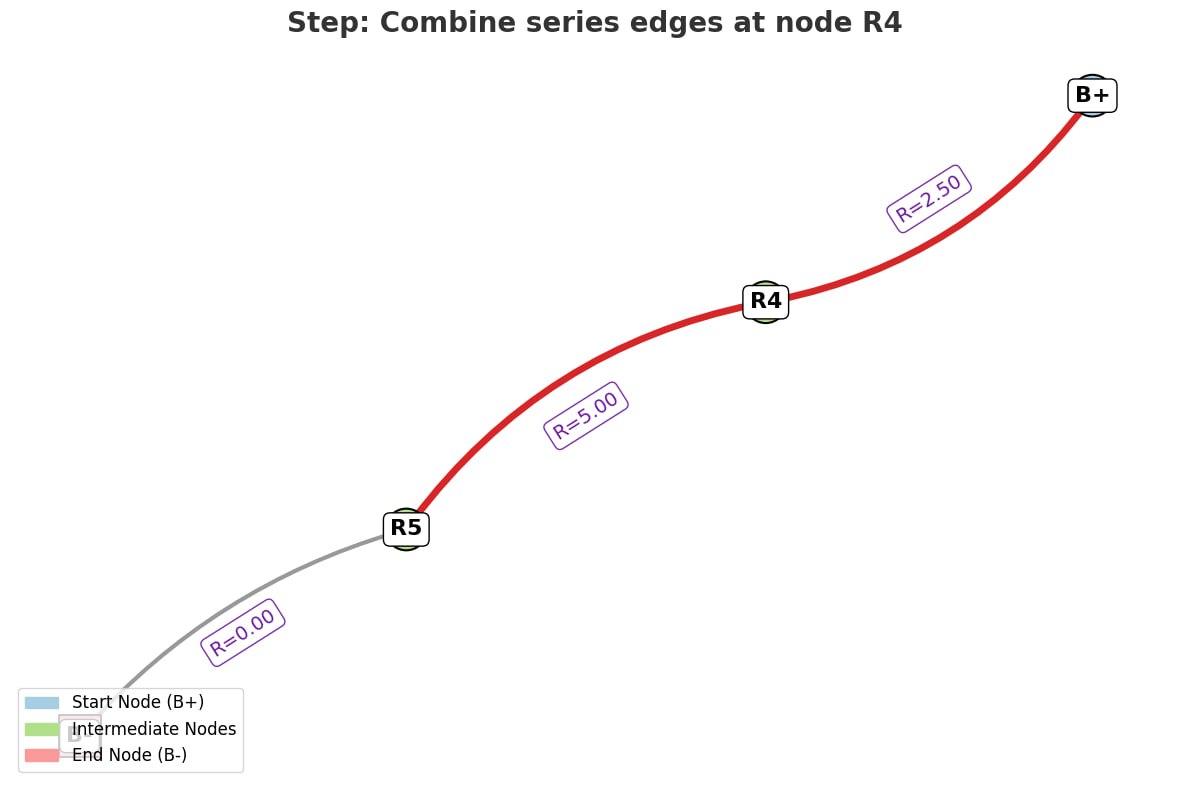 Step: Combine series edges at node R4
B+
R=2.50
R4
R=5.00
R5
R=0.00
B-
Start Node (B+)
Intermediate Nodes
End Node (B-)